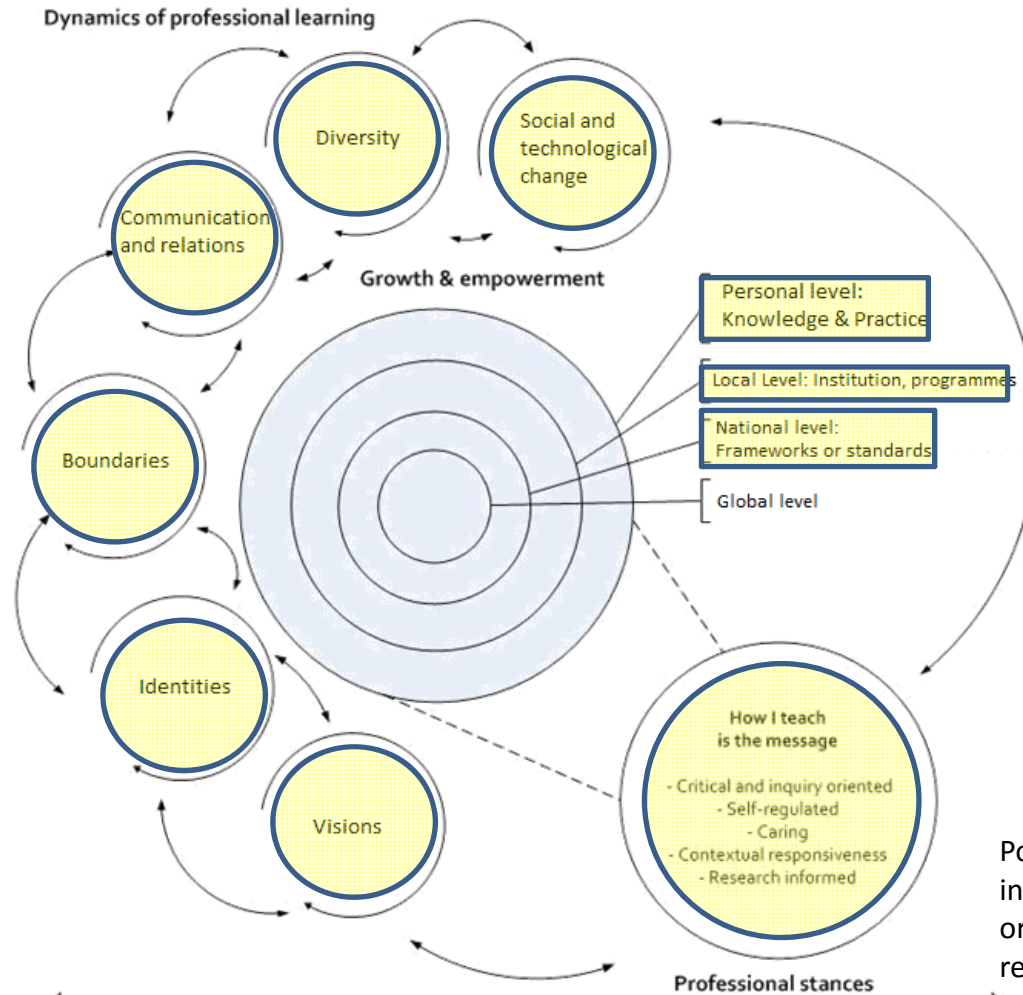 Dynamics of professional learning
Diversity
Social and
technological
change
Communication
and relations
Growth & empowerment
Personal level:
Knowledge & Practice
Local Level: Institution, programmes
National level:
Frameworks or standards
Global level
Boundaries
Identities
Visions
How I teach
is the message
- Critical and inquiry oriented
- Self-regulated
- Caring
- Contextual responsiveness
- Research informed
Professional stances